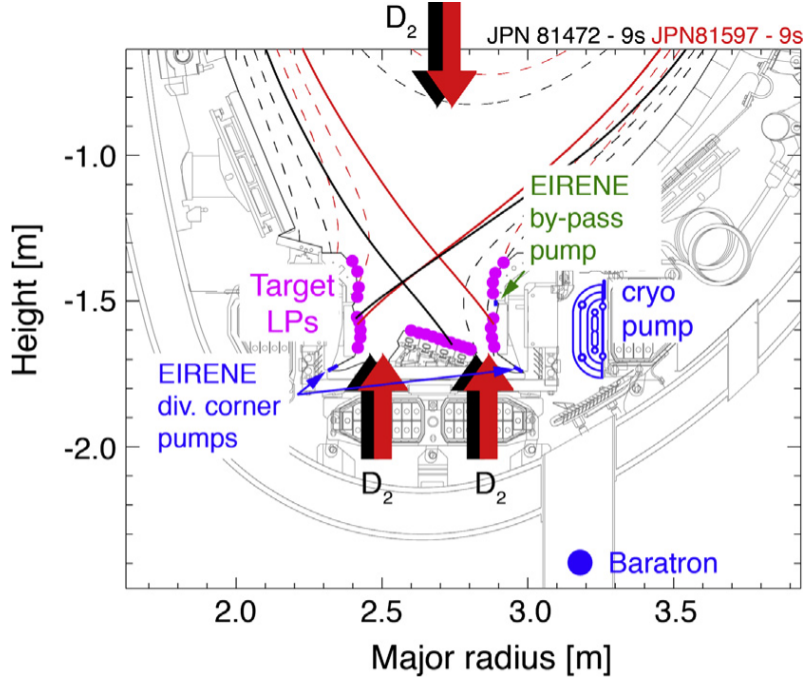 D2
JPN 81472 - 9s JPN81597 - 9s
Height [m]
-1.0
-1.5
-2.0
EIRENE
by-pass
pump
Target
LPs
cryo
pump
EIRENE
div. corner
pumps
D2
D2
Baratron
2.0
2.5
3.0
3.5
Major radius [m]